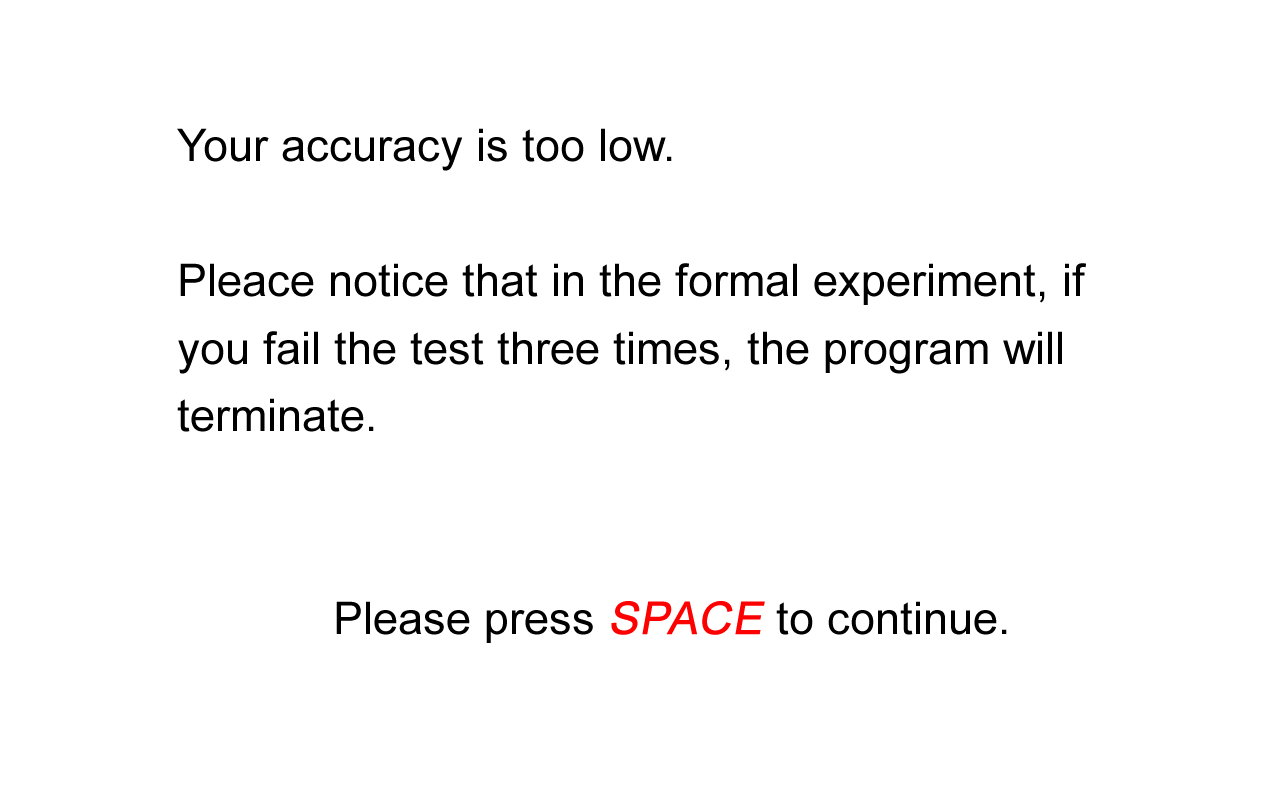 Your accuracy is too low.
Pleace notice that in the formal experiment, if
you fail the test three times, the program will
terminate.
Please press SPACE to continue.